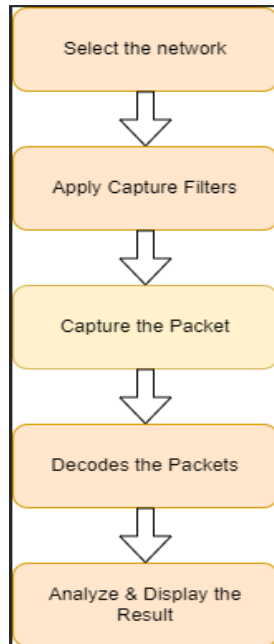 Select the network
Apply Capture Filters
Capture the Packet
Decodes the Packets
Analyze & Display the
Result